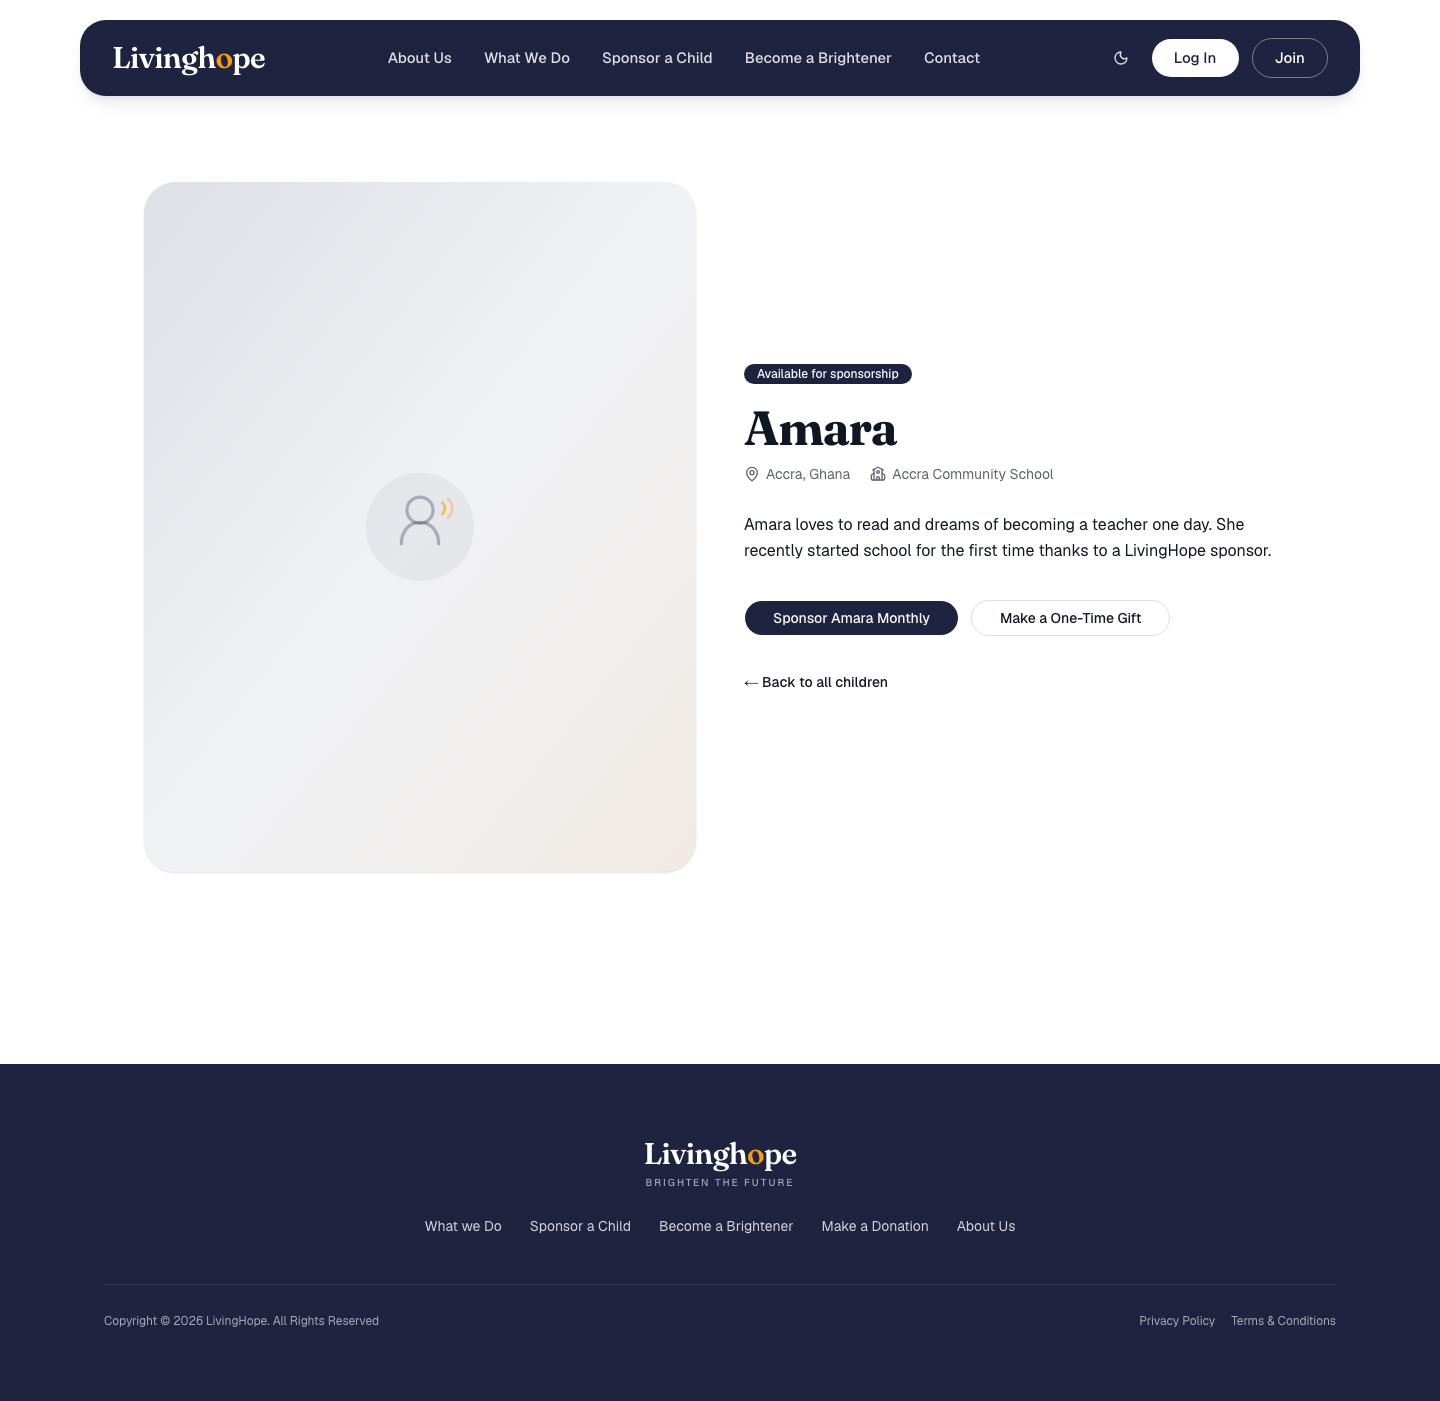 Livinghope
About Us
What We Do
Sponsor a Child
Become a Brightener
Contact
Log In
Join
Available for sponsorship
Amara
Accra, Ghana
Accra Community School
Amara loves to read and dreams of becoming a teacher one day. She
recently started school for the first time thanks to a LivingHope sponsor.
Sponsor Amara Monthly
Make a One-Time Gift
← Back to all children
Livinghope
BRIGHTEN THE FUTURE
What we Do
Sponsor a Child
Become a Brightener
Make a Donation
About Us
Copyright © 2026 LivingHope. All Rights Reserved
Privacy Policy
Terms & Conditions